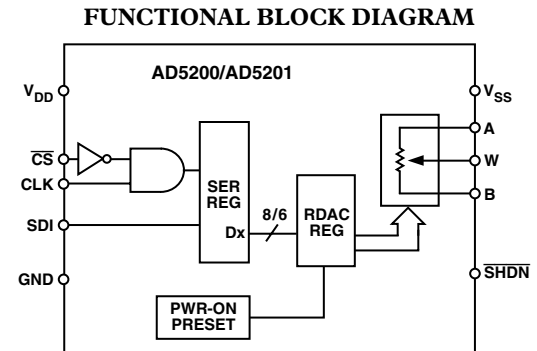 FUNCTIONAL BLOCK DIAGRAM
AD5200/AD5201
VDD
VSS
A
CS
W
CLK
SER
REG
B
8/6
RDAC
REG
SDI
Dx
GND
SHDN
PWR-ON
PRESET